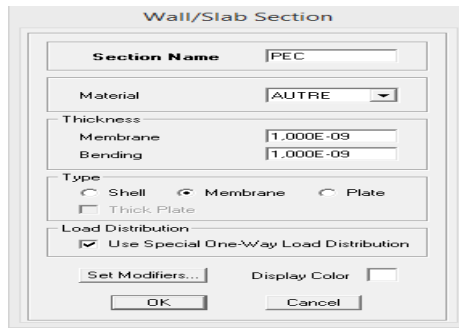 Wall/Slab Section
Section Name PEC
Material AUTRE
Thickness
Membrane 1,000E-09
Bending 1,000E-09
Type
Shell Membrane Plate
Thick Plate
Load Distribution
Use Special One-Way Load Distribution
Set Modifiers... Display Color
OK Cancel